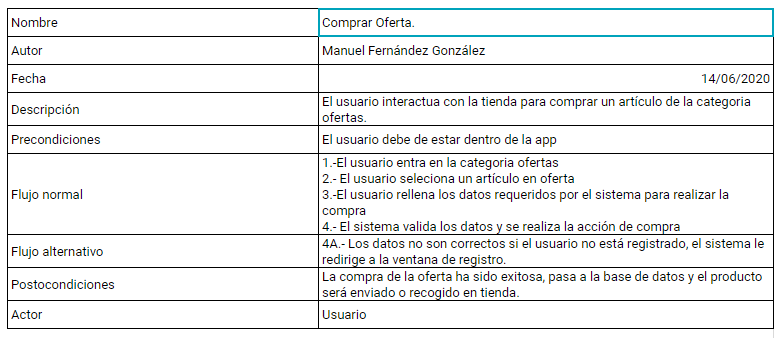 Nombre
Comprar Oferta.
Autor
Manuel Fernández González
Fecha
14/06/2020
Descripción
El usuario interactua con la tienda para comprar un artículo de la categoria
ofertas.
Precondiciones
El usuario debe de estar dentro de la app
Flujo normal
1.-El usuario entra en la categoria ofertas
2.- El usuario seleciona un artículo en oferta
3.-El usuario rellena los datos requeridos por el sistema para realizar la
compra
4.- El sistema valida los datos y se realiza la acción de compra
Flujo alternativo
4A.- Los datos no son correctos si el usuario no está registrado, el sistema le
redirige a la ventana de registro.
Postocondiciones
La compra de la oferta ha sido exitosa, pasa a la base de datos y el producto
será enviado o recogido en tienda.
Actor
Usuario